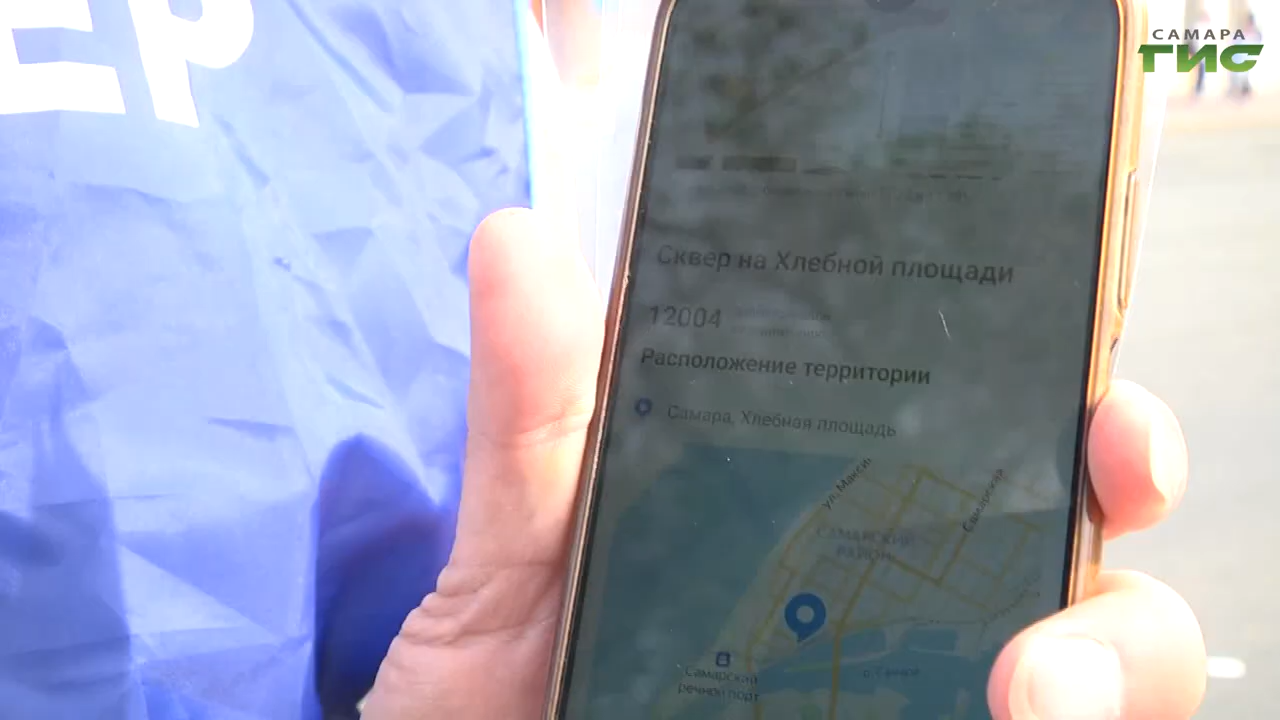 ЕР
САМАРА
ГИС
Сквер на Хлебной площади
12004
Расположение территории
Самара, Хлебная площадь
ул. Макси
Самарская
САМАРСКИЙ
РАЙОН
Самарский
речной порт
р. Самара